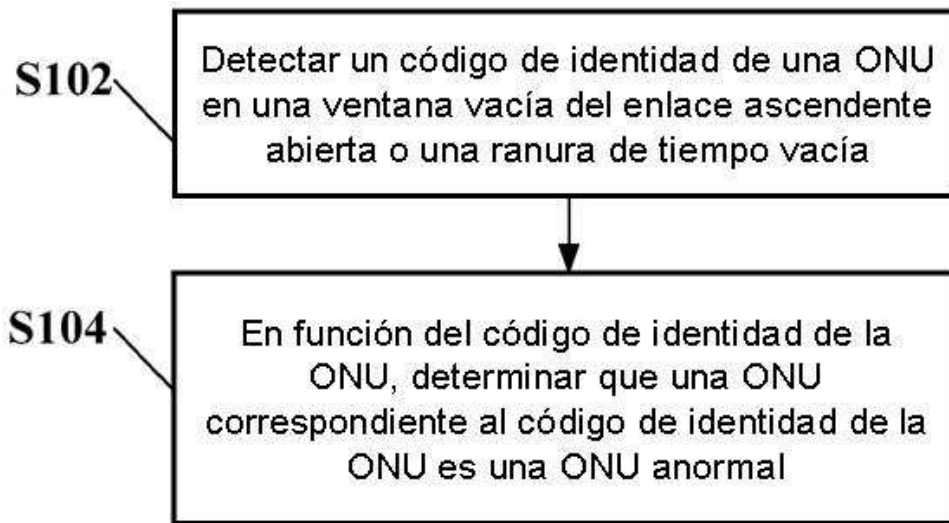 S102
Detectar un código de identidad de una ONU
en una ventana vacía del enlace ascendente
abierta o una ranura de tiempo vacía
S104
En función del código de identidad de la
ONU, determinar que una ONU
correspondiente al código de identidad de la
ONU es una ONU anormal